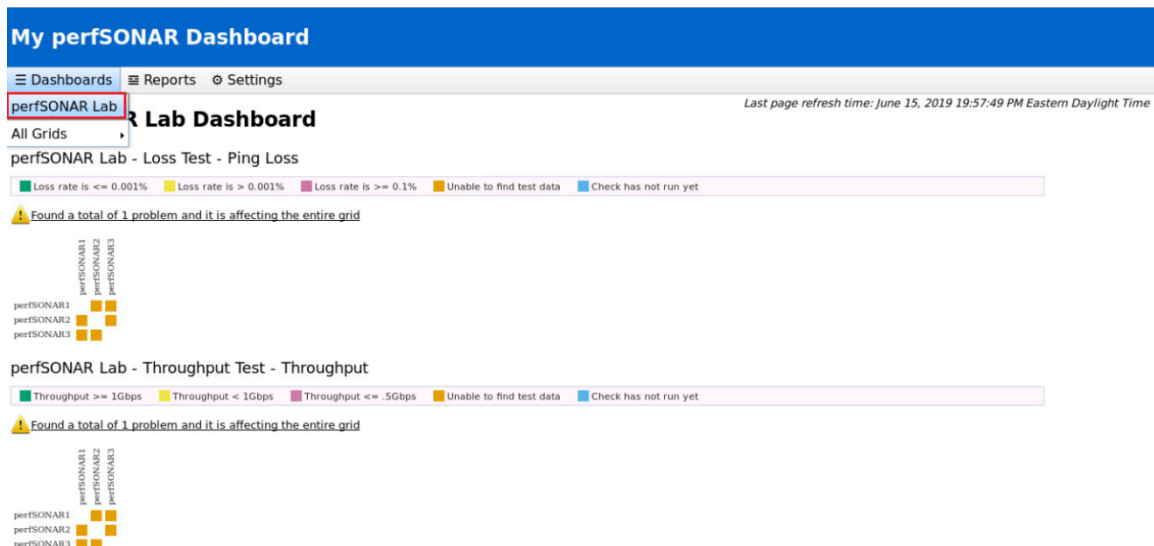 My perfSONAR Dashboard
☰ Dashboards Reports ⚙ Settings
perfSONAR Lab
All Grids
R Lab Dashboard
Last page refresh time: June 15, 2019 19:57:49 PM Eastern Daylight Time
perfSONAR Lab - Loss Test - Ping Loss
Loss rate is <= 0.001% Loss rate is > 0.001% Loss rate is >= 0.1% Unable to find test data Check has not run yet
Found a total of 1 problem and it is affecting the entire grid
perfSONAR1 perfSONAR2 perfSONAR3
perfSONAR1
perfSONAR2
perfSONAR3
perfSONAR Lab - Throughput Test - Throughput
Throughput >= 1Gbps Throughput < 1Gbps Throughput <= .5Gbps Unable to find test data Check has not run yet
Found a total of 1 problem and it is affecting the entire grid
perfSONAR1 perfSONAR2 perfSONAR3
perfSONAR1
perfSONAR2
perfSONAR3